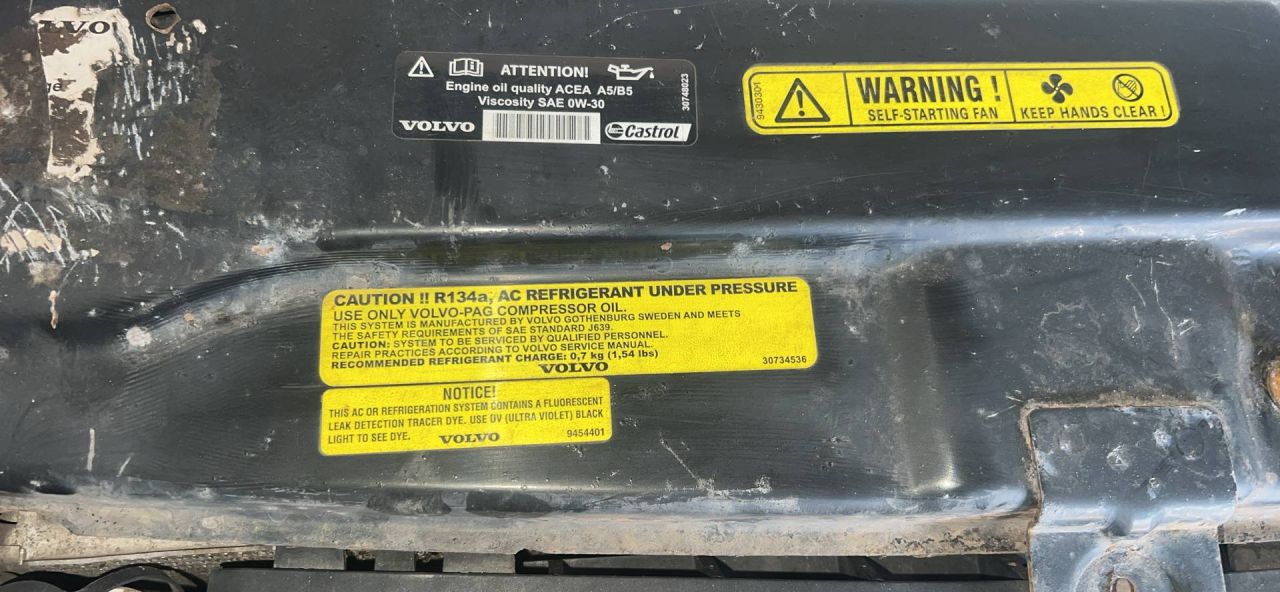 VOLVO
ATTENTION!
Engine oil quality ACEA A5/B5
Viscosity SAE 0W-30
30748023
VOLVO
Castrol
9430304
WARNING !
SELF-STARTING FAN
KEEP HANDS CLEAR !
CAUTION !! R134a, AC REFRIGERANT UNDER PRESSURE
USE ONLY VOLVO-PAG COMPRESSOR OIL.
THIS SYSTEM IS MANUFACTURED BY VOLVO GOTHENBURG SWEDEN AND MEETS
THE SAFETY REQUIREMENTS OF SAE STANDARD J639.
CAUTION: SYSTEM TO BE SERVICED BY QUALIFIED PERSONNEL.
REPAIR PRACTICES ACCORDING TO VOLVO SERVICE MANUAL.
RECOMMENDED REFRIGERANT CHARGE: 0,7 kg (1,54 lbs)
VOLVO
30734536
NOTICE!
THIS AC OR REFRIGERATION SYSTEM CONTAINS A FLUORESCENT
LEAK DETECTION TRACER DYE. USE UV (ULTRA VIOLET) BLACK
LIGHT TO SEE DYE.
VOLVO
9454401